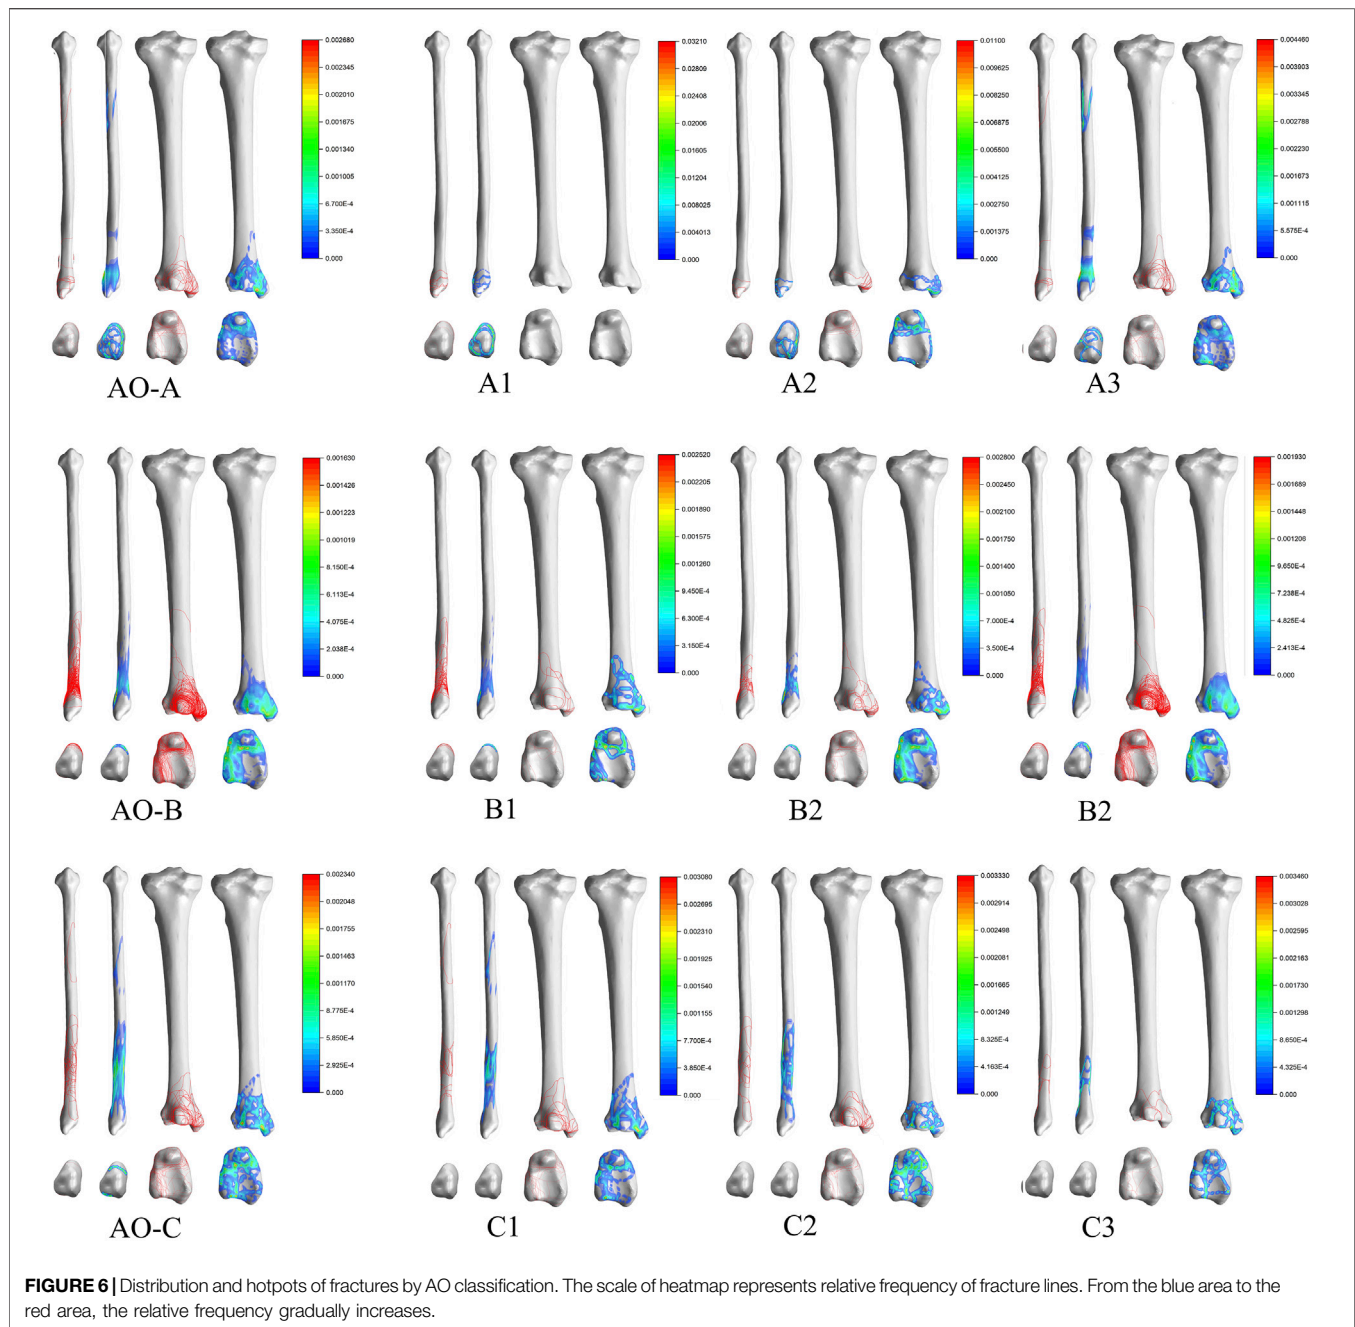 0.002680
0.002345
0.002010
0.001675
0.001340
0.001005
6.700E-4
3.350E-4
0.000
AO-A
0.03210
0.02809
0.02408
0.02006
0.01605
0.01204
0.008025
0.004013
0.000
A1
0.01100
0.009625
0.008250
0.006875
0.005500
0.004125
0.002750
0.001375
0.000
A2
0.004460
0.003903
0.003345
0.002788
0.002230
0.001673
0.001115
5.575E-4
0.000
A3
0.001630
0.001426
0.001223
0.001019
8.150E-4
6.113E-4
4.075E-4
2.038E-4
0.000
AO-B
0.002520
0.002205
0.001890
0.001575
0.001260
9.450E-4
6.300E-4
3.150E-4
0.000
B1
0.002800
0.002450
0.002100
0.001750
0.001400
0.001050
7.000E-4
3.500E-4
0.000
B2
0.001930
0.001689
0.001448
0.001206
9.650E-4
7.238E-4
4.825E-4
2.413E-4
0.000
B2
0.002340
0.002048
0.001755
0.001463
0.001170
8.775E-4
5.850E-4
2.925E-4
0.000
AO-C
0.003080
0.002695
0.002310
0.001925
0.001540
0.001155
7.700E-4
3.850E-4
0.000
C1
0.003330
0.002914
0.002498
0.002081
0.001665
0.001249
8.325E-4
4.163E-4
0.000
C2
0.003460
0.003028
0.002595
0.002163
0.001730
0.001298
8.650E-4
4.325E-4
0.000
C3
FIGURE 6 | Distribution and hotpots of fractures by AO classification. The scale of heatmap represents relative frequency of fracture lines. From the blue area to the
red area, the relative frequency gradually increases.